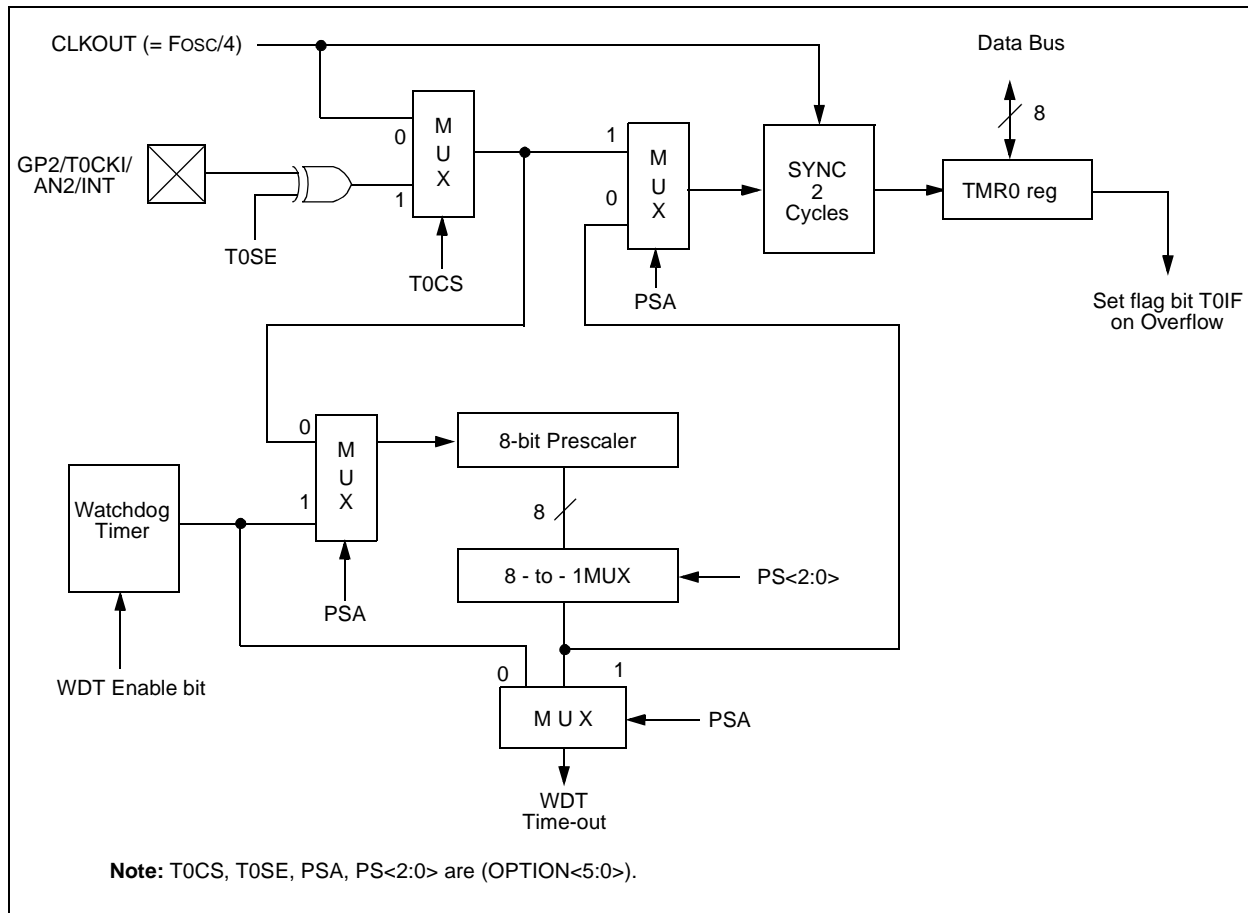 CLKOUT (= FOSC/4)
Data Bus
8
M
U
X
0
1
GP2/T0CKI/
AN2/INT
T0SE
T0CS
1
0
M
U
X
PSA
SYNC
2
Cycles
TMR0 reg
Set flag bit T0IF
on Overflow
0
1
M
U
X
PSA
8-bit Prescaler
8
Watchdog
Timer
WDT Enable bit
8 - to - 1MUX
PS<2:0>
0
1
M U X
PSA
WDT
Time-out
Note: T0CS, T0SE, PSA, PS<2:0> are (OPTION<5:0>).